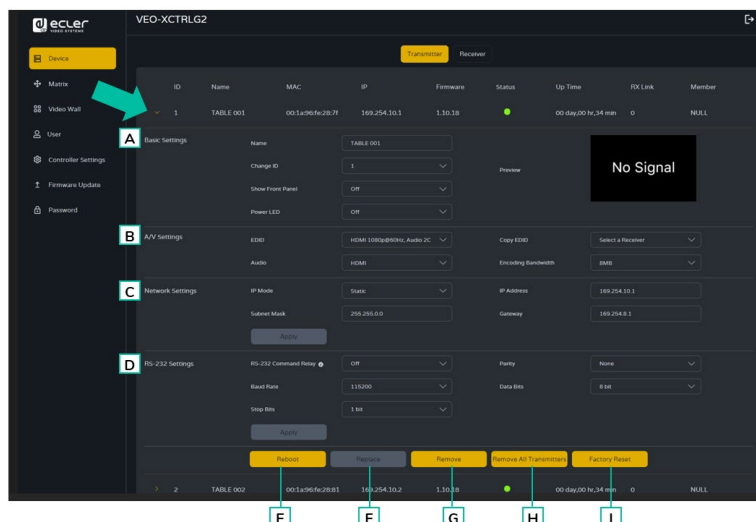 ecler
VIDEO SYSTEMS
VEO-XCTRLG2
Device
Matrix
Video Wall
User
Controller Settings
Firmware Update
Password
Transmitter Receiver
ID Name MAC IP Firmware Status Up Time RX Link Member
1 TABLE 001 00:1a:96:fe:28:7f 169.254.10.1 1.10.18 00 day,00 hr,34 min 0 NULL
A Basic Settings
Name TABLE 001
Change ID 1
Show Front Panel Off
Power LED Off
Preview
No Signal
B A/V Settings
EDID HDMI 1080p@60Hz, Audio 2C Copy EDID Select a Receiver
Audio HDMI Encoding Bandwidth 8MB
C Network Settings
IP Mode Static IP Address 169.254.10.1
Subnet Mask 255.255.0.0 Gateway 169.254.8.1
Apply
D RS-232 Settings
RS-232 Command Relay Off Parity None
Baud Rate 115200 Data Bits 8 bit
Stop Bits 1 bit
Apply
Reboot Replace Remove Remove All Transmitters Factory Reset
2 TABLE 002 00:1a:96:fe:28:81 169.254.10.2 1.10.18 00 day,00 hr,34 min 0 NULL
G H I